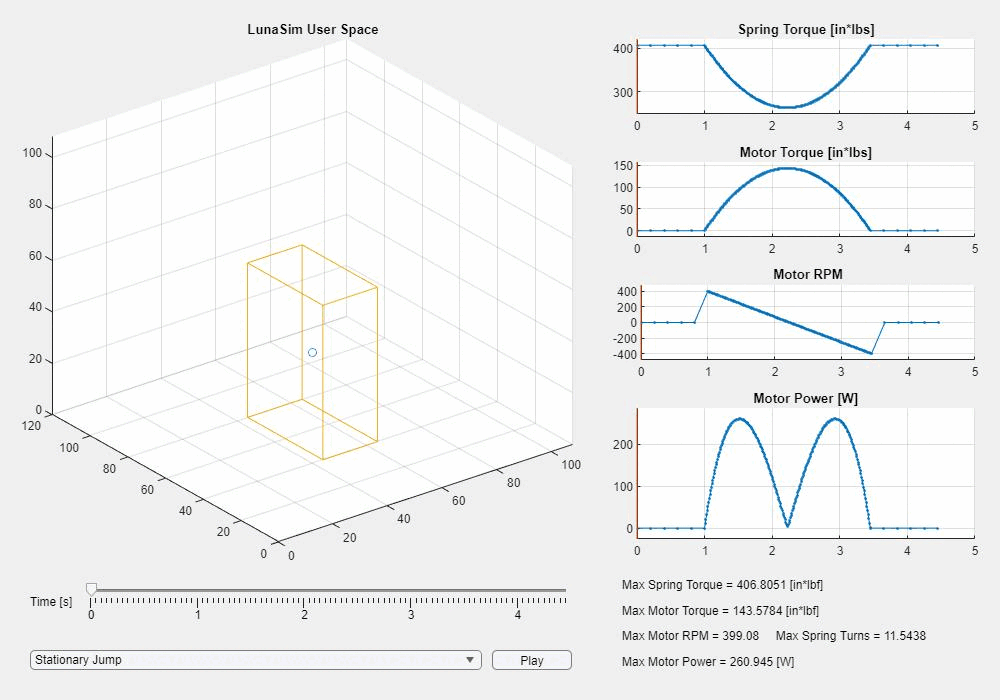 LunaSim User Space
100
80
60
40
20
0
120
100
80
60
40
20
0
0
20
40
60
80
100
Time [s]
0 1 2 3 4
Stationary Jump
Play
Spring Torque [in*lbs]
400
300
0 1 2 3 4 5
Motor Torque [in*lbs]
150
100
50
0
0 1 2 3 4 5
Motor RPM
400
200
0
-200
-400
0 1 2 3 4 5
Motor Power [W]
200
100
0
0 1 2 3 4 5
Max Spring Torque = 406.8051 [in*lbf]
Max Motor Torque = 143.5784 [in*lbf]
Max Motor RPM = 399.08 Max Spring Turns = 11.5438
Max Motor Power = 260.945 [W]